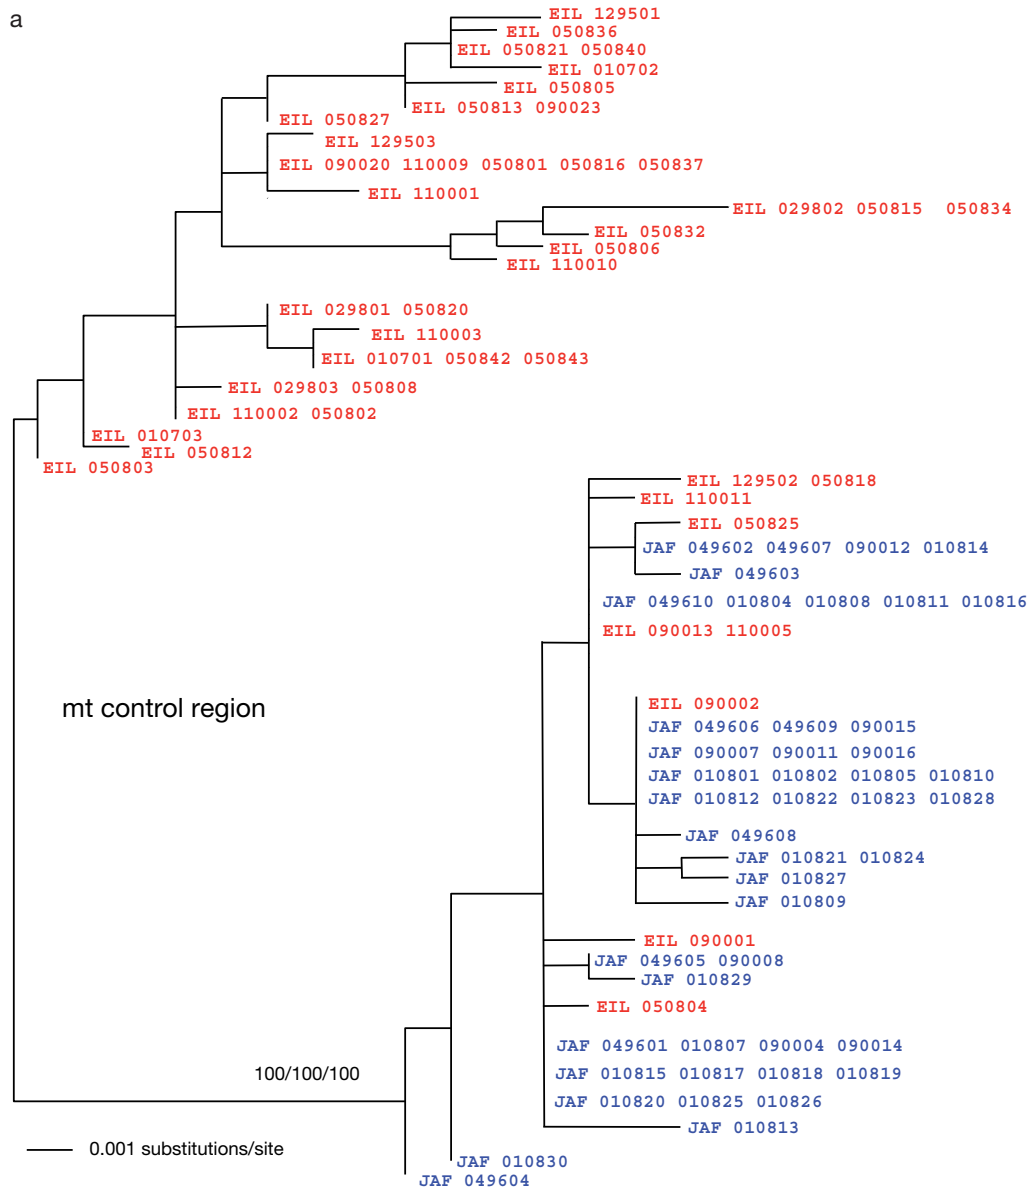 a
EIL 129501
EIL 050836
EIL 050821 050840
EIL 010702
EIL 050805
EIL 050813 090023
EIL 050827
EIL 129503
EIL 090020 110009 050801 050816 050837
EIL 110001
EIL 029802 050815 050834
EIL 050832
EIL 050806
EIL 110010
EIL 029801 050820
EIL 110003
EIL 010701 050842 050843
EIL 029803 050808
EIL 110002 050802
EIL 010703
EIL 050812
EIL 050803
EIL 129502 050818
EIL 110011
EIL 050825
JAF 049602 049607 090012 010814
JAF 049603
JAF 049610 010804 010808 010811 010816
EIL 090013 110005
mt control region
EIL 090002
JAF 049606 049609 090015
JAF 090007 090011 090016
JAF 010801 010802 010805 010810
JAF 010812 010822 010823 010828
JAF 049608
JAF 010821 010824
JAF 010827
JAF 010809
EIL 090001
JAF 049605 090008
JAF 010829
EIL 050804
JAF 049601 010807 090004 090014
JAF 010815 010817 010818 010819
JAF 010820 010825 010826
JAF 010813
100/100/100
0.001 substitutions/site
JAF 010830
JAF 049604